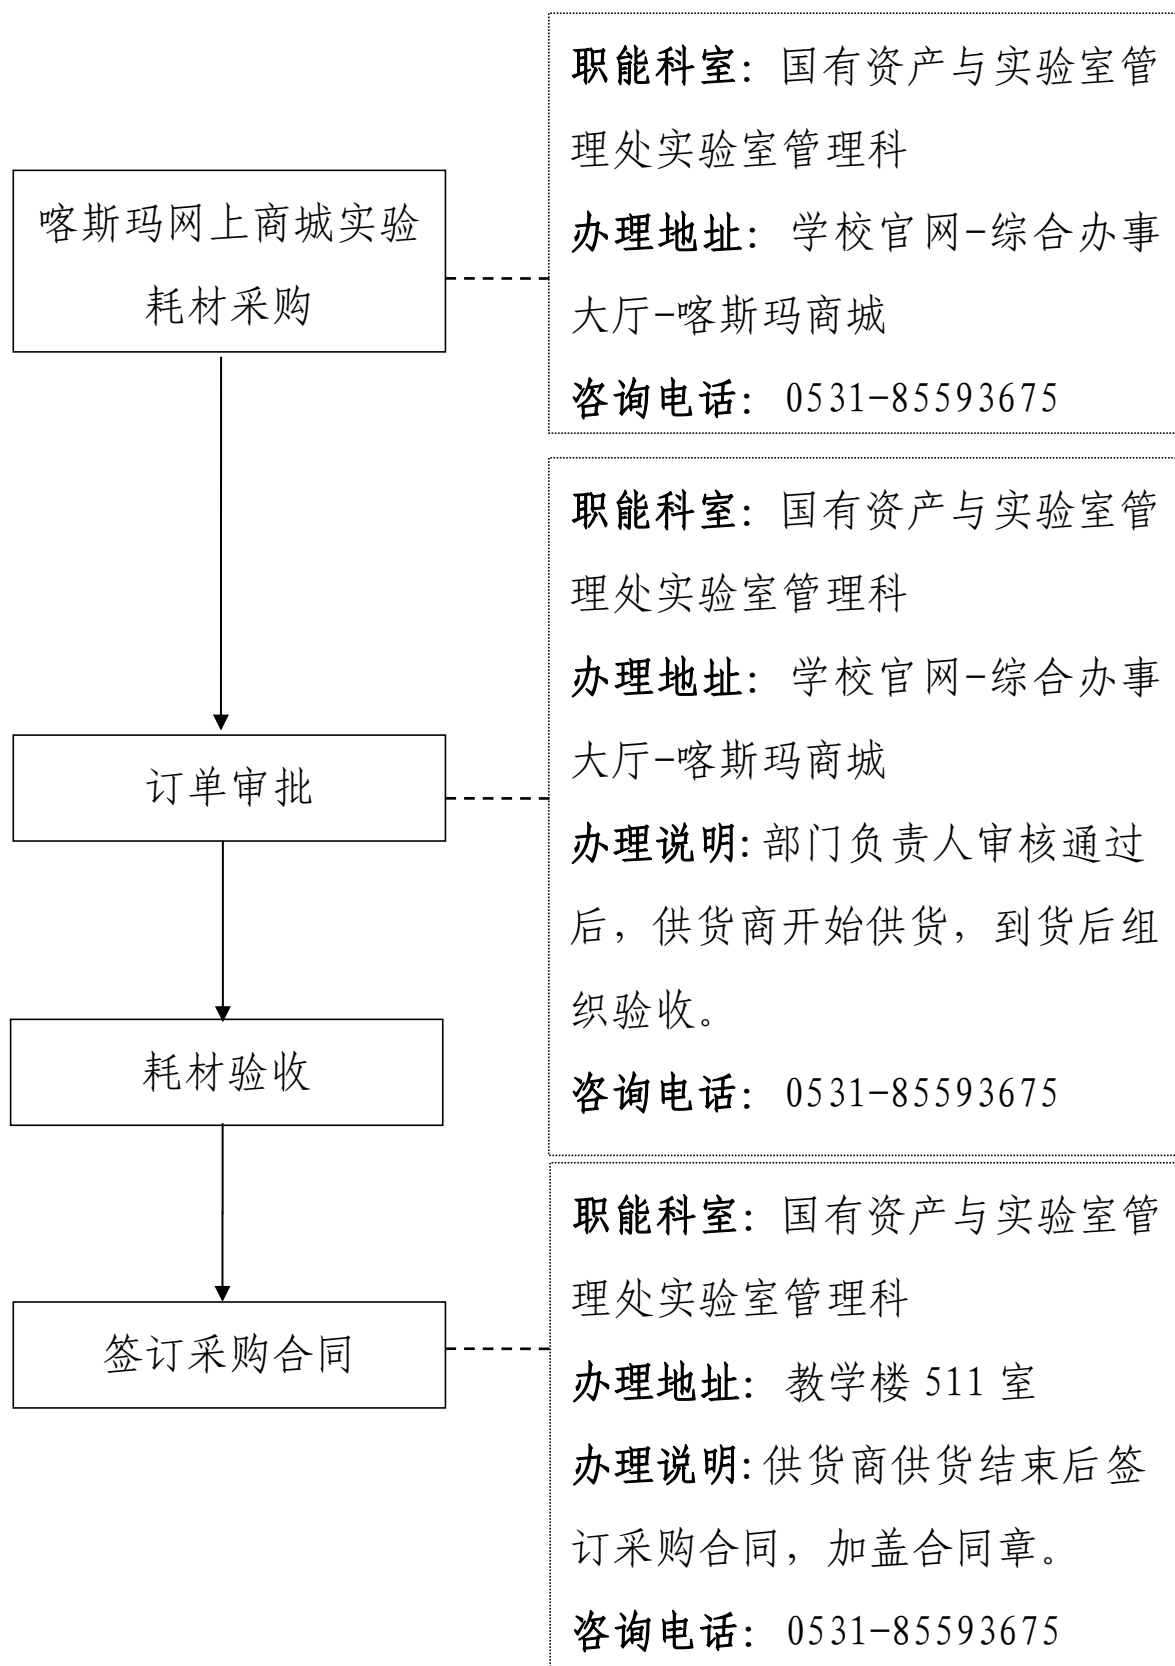 喀斯玛网上商城实验
耗材采购
职能科室：国有资产与实验室管
理处实验室管理科
办理地址：学校官网-综合办事
大厅-喀斯玛商城
咨询电话：0531-85593675
订单审批
职能科室：国有资产与实验室管
理处实验室管理科
办理地址：学校官网-综合办事
大厅-喀斯玛商城
办理说明:部门负责人审核通过
后，供货商开始供货，到货后组
织验收。
咨询电话：0531-85593675
耗材验收
签订采购合同
职能科室：国有资产与实验室管
理处实验室管理科
办理地址：教学楼 511 室
办理说明:供货商供货结束后签
订采购合同，加盖合同章。
咨询电话：0531-85593675